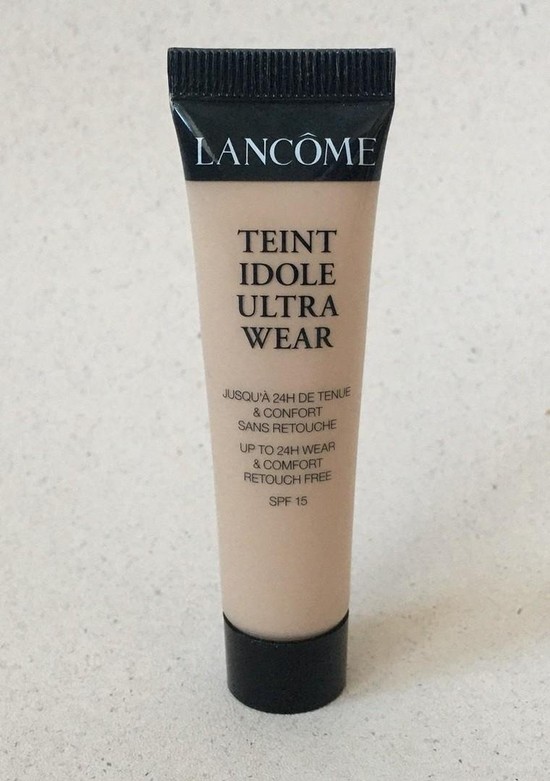 LANCÔME
TEINT
IDOLE
ULTRA
WEAR
JUSQU'À 24H DE TENUE
& CONFORT
SANS RETOUCHE
UP TO 24H WEAR
& COMFORT
RETOUCH FREE
SPF 15